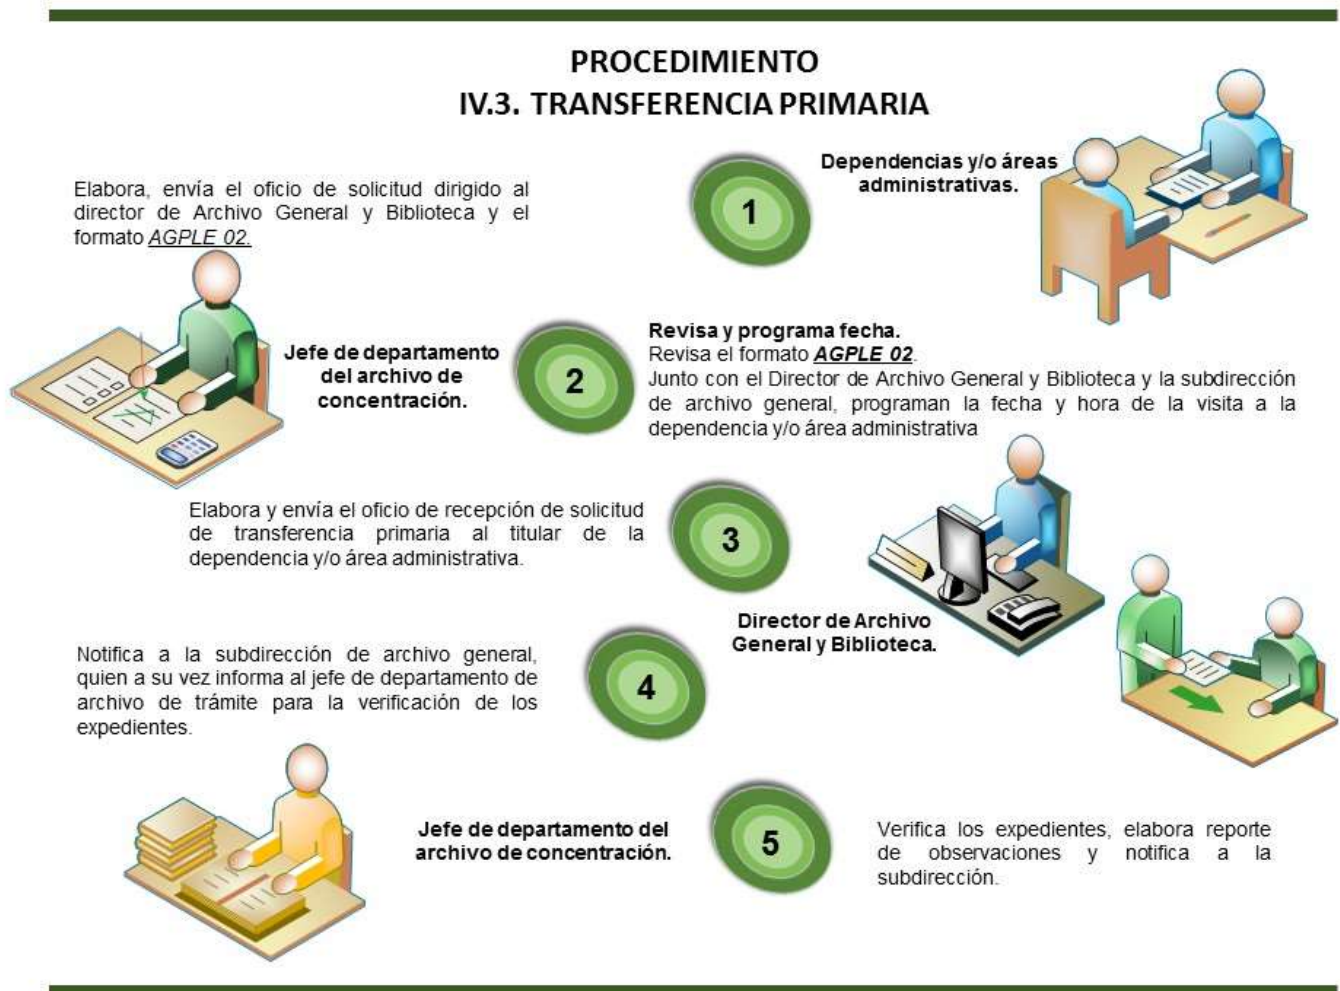 PROCEDIMIENTO
IV.3. TRANSFERENCIA PRIMARIA
Elabora, envía el oficio de solicitud dirigido al
director de Archivo General y Biblioteca y el
formato AGPLE 02.
1
Dependencias y/o áreas
administrativas.
Jefe de departamento
del archivo de
concentración.
2
Revisa y programa fecha.
Revisa el formato AGPLE 02.
Junto con el Director de Archivo General y Biblioteca y la subdirección
de archivo general, programan la fecha y hora de la visita a la
dependencia y/o área administrativa
Elabora y envía el oficio de recepción de solicitud
de transferencia primaria al titular de la
dependencia y/o área administrativa.
3
Director de Archivo
General y Biblioteca.
Notifica a la subdirección de archivo general,
quien a su vez informa al jefe de departamento de
archivo de trámite para la verificación de los
expedientes.
4
Jefe de departamento del
archivo de concentración.
5
Verifica los expedientes, elabora reporte
de observaciones y notifica a la
subdirección.